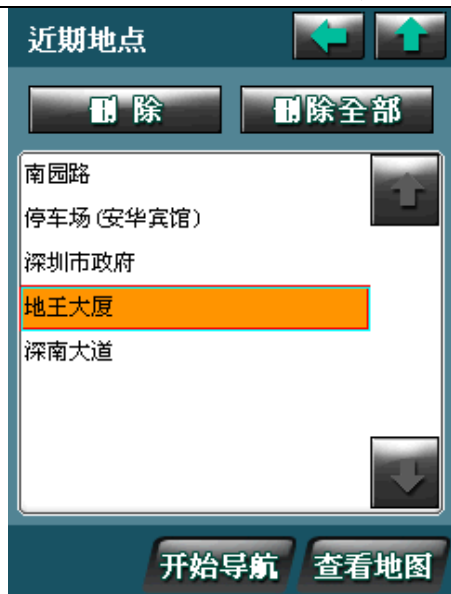 近期地点
删 除
删除全部
南园路
停车场(安华宾馆)
深圳市政府
地王大厦
深南大道
开始导航
查看地图